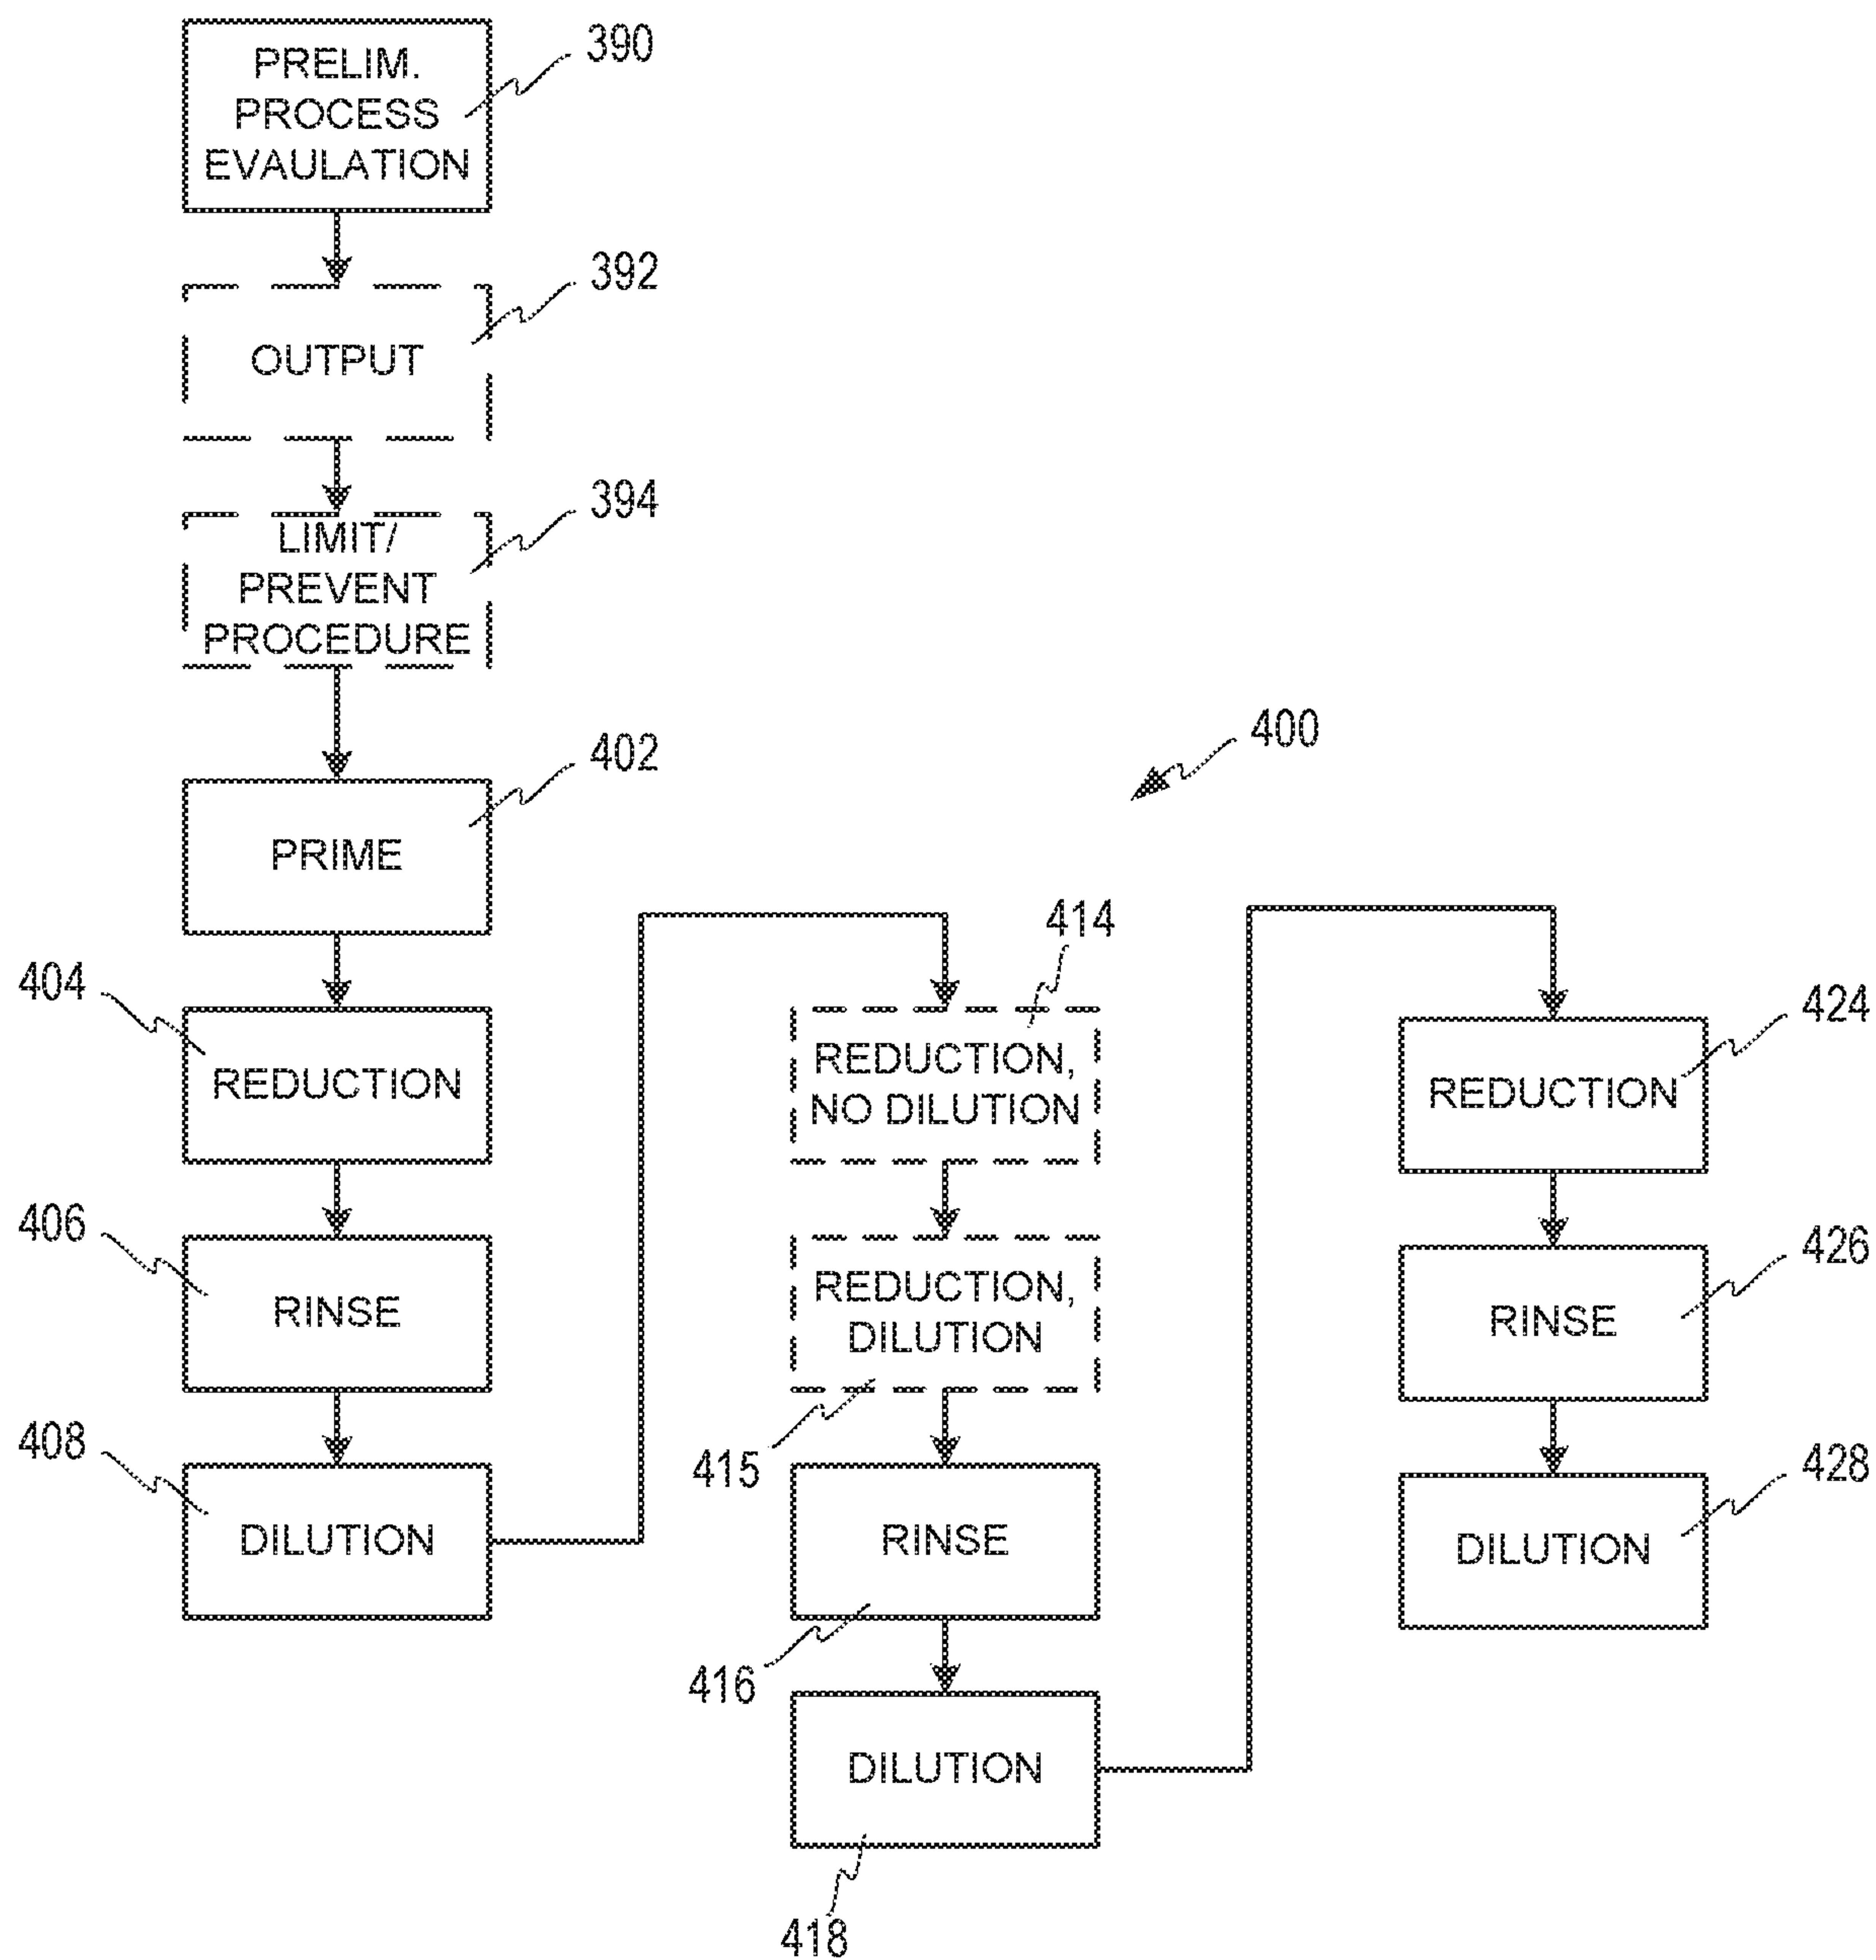 PRELIM.
PROCESS
EVAULATION
390
OUTPUT
392
LIMIT/
PREVENT
PROCEDURE
394
PRIME
402
400
404
REDUCTION
406
RINSE
408
DILUTION
414
REDUCTION,
NO DILUTION
REDUCTION,
DILUTION
415
RINSE
416
DILUTION
418
424
REDUCTION
426
RINSE
428
DILUTION